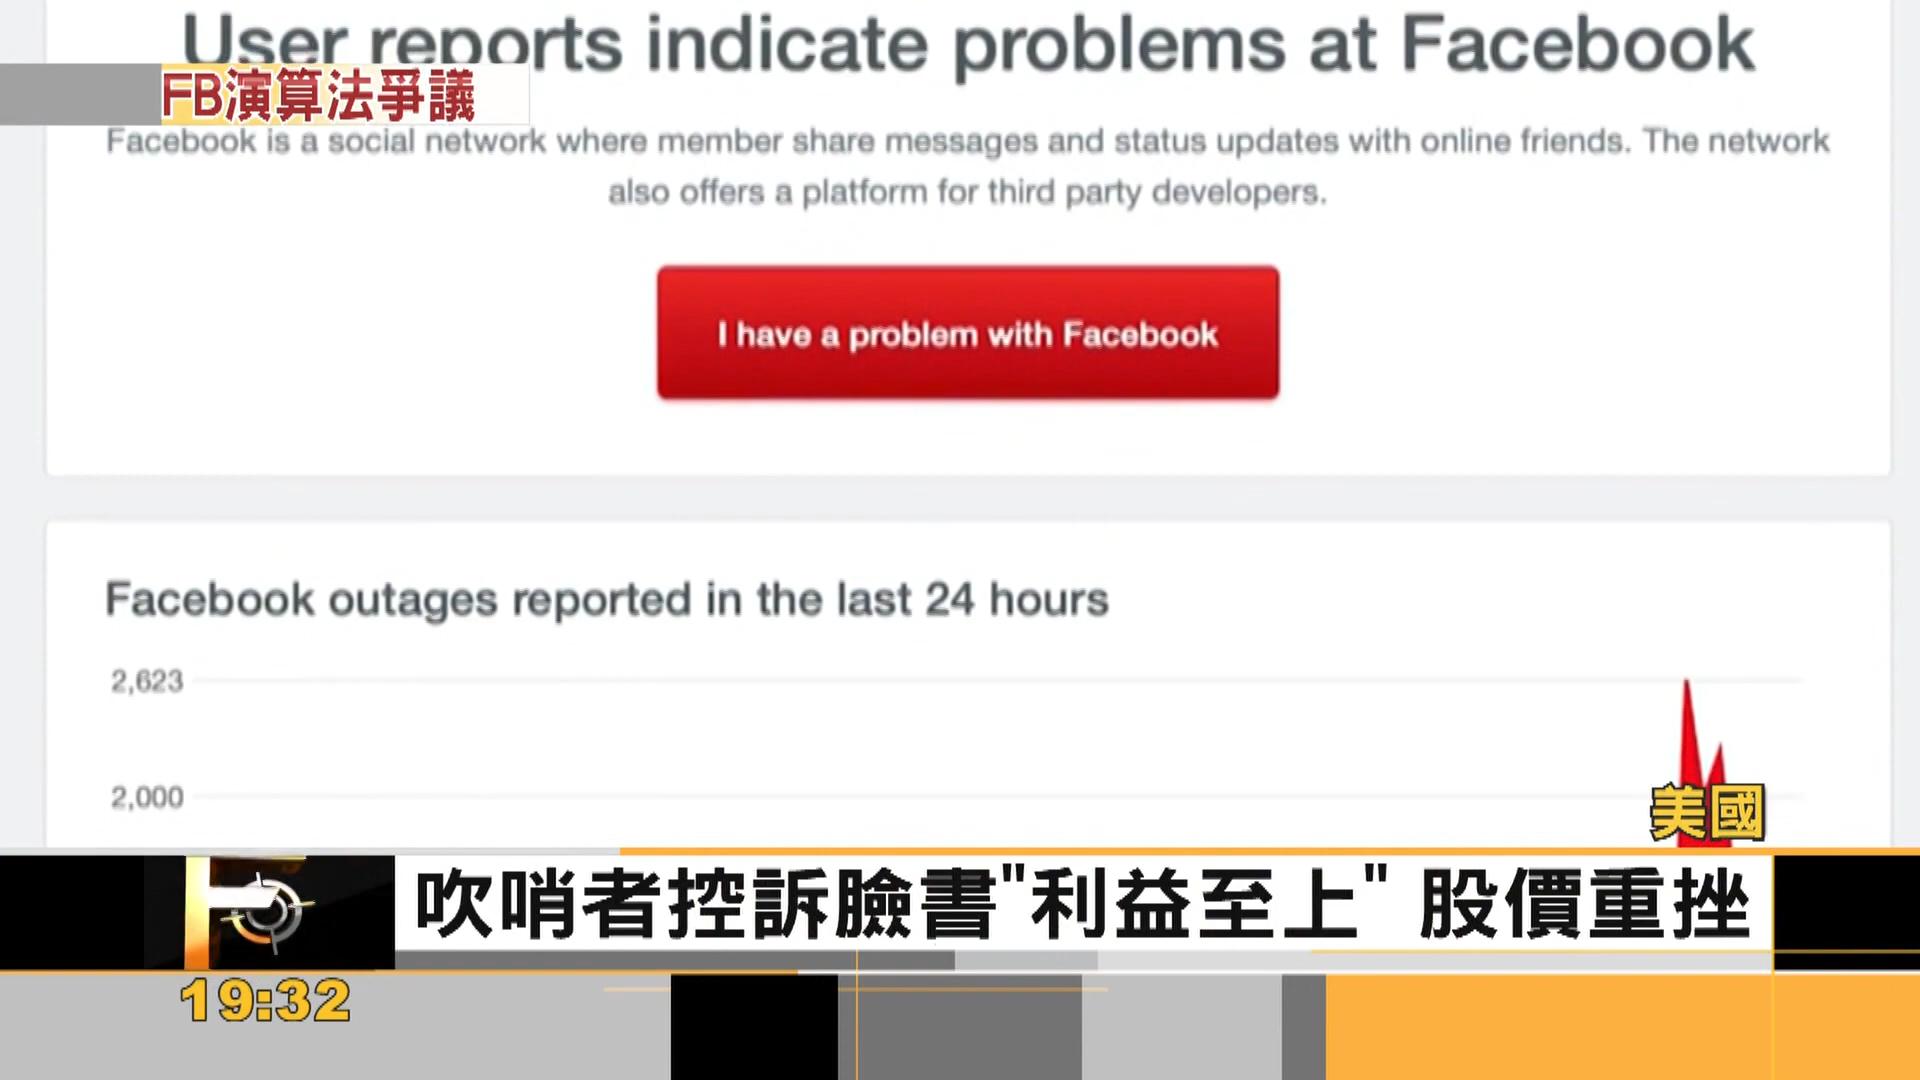 User reports indicate problems at Facebook
FB演算法爭議
Facebook is a social network where member share messages and status updates with online friends. The network
also offers a platform for third party developers.
I have a problem with Facebook
Facebook outages reported in the last 24 hours
2,623
2,000
美國
吹哨者控訴臉書"利益至上" 股價重挫
19:32